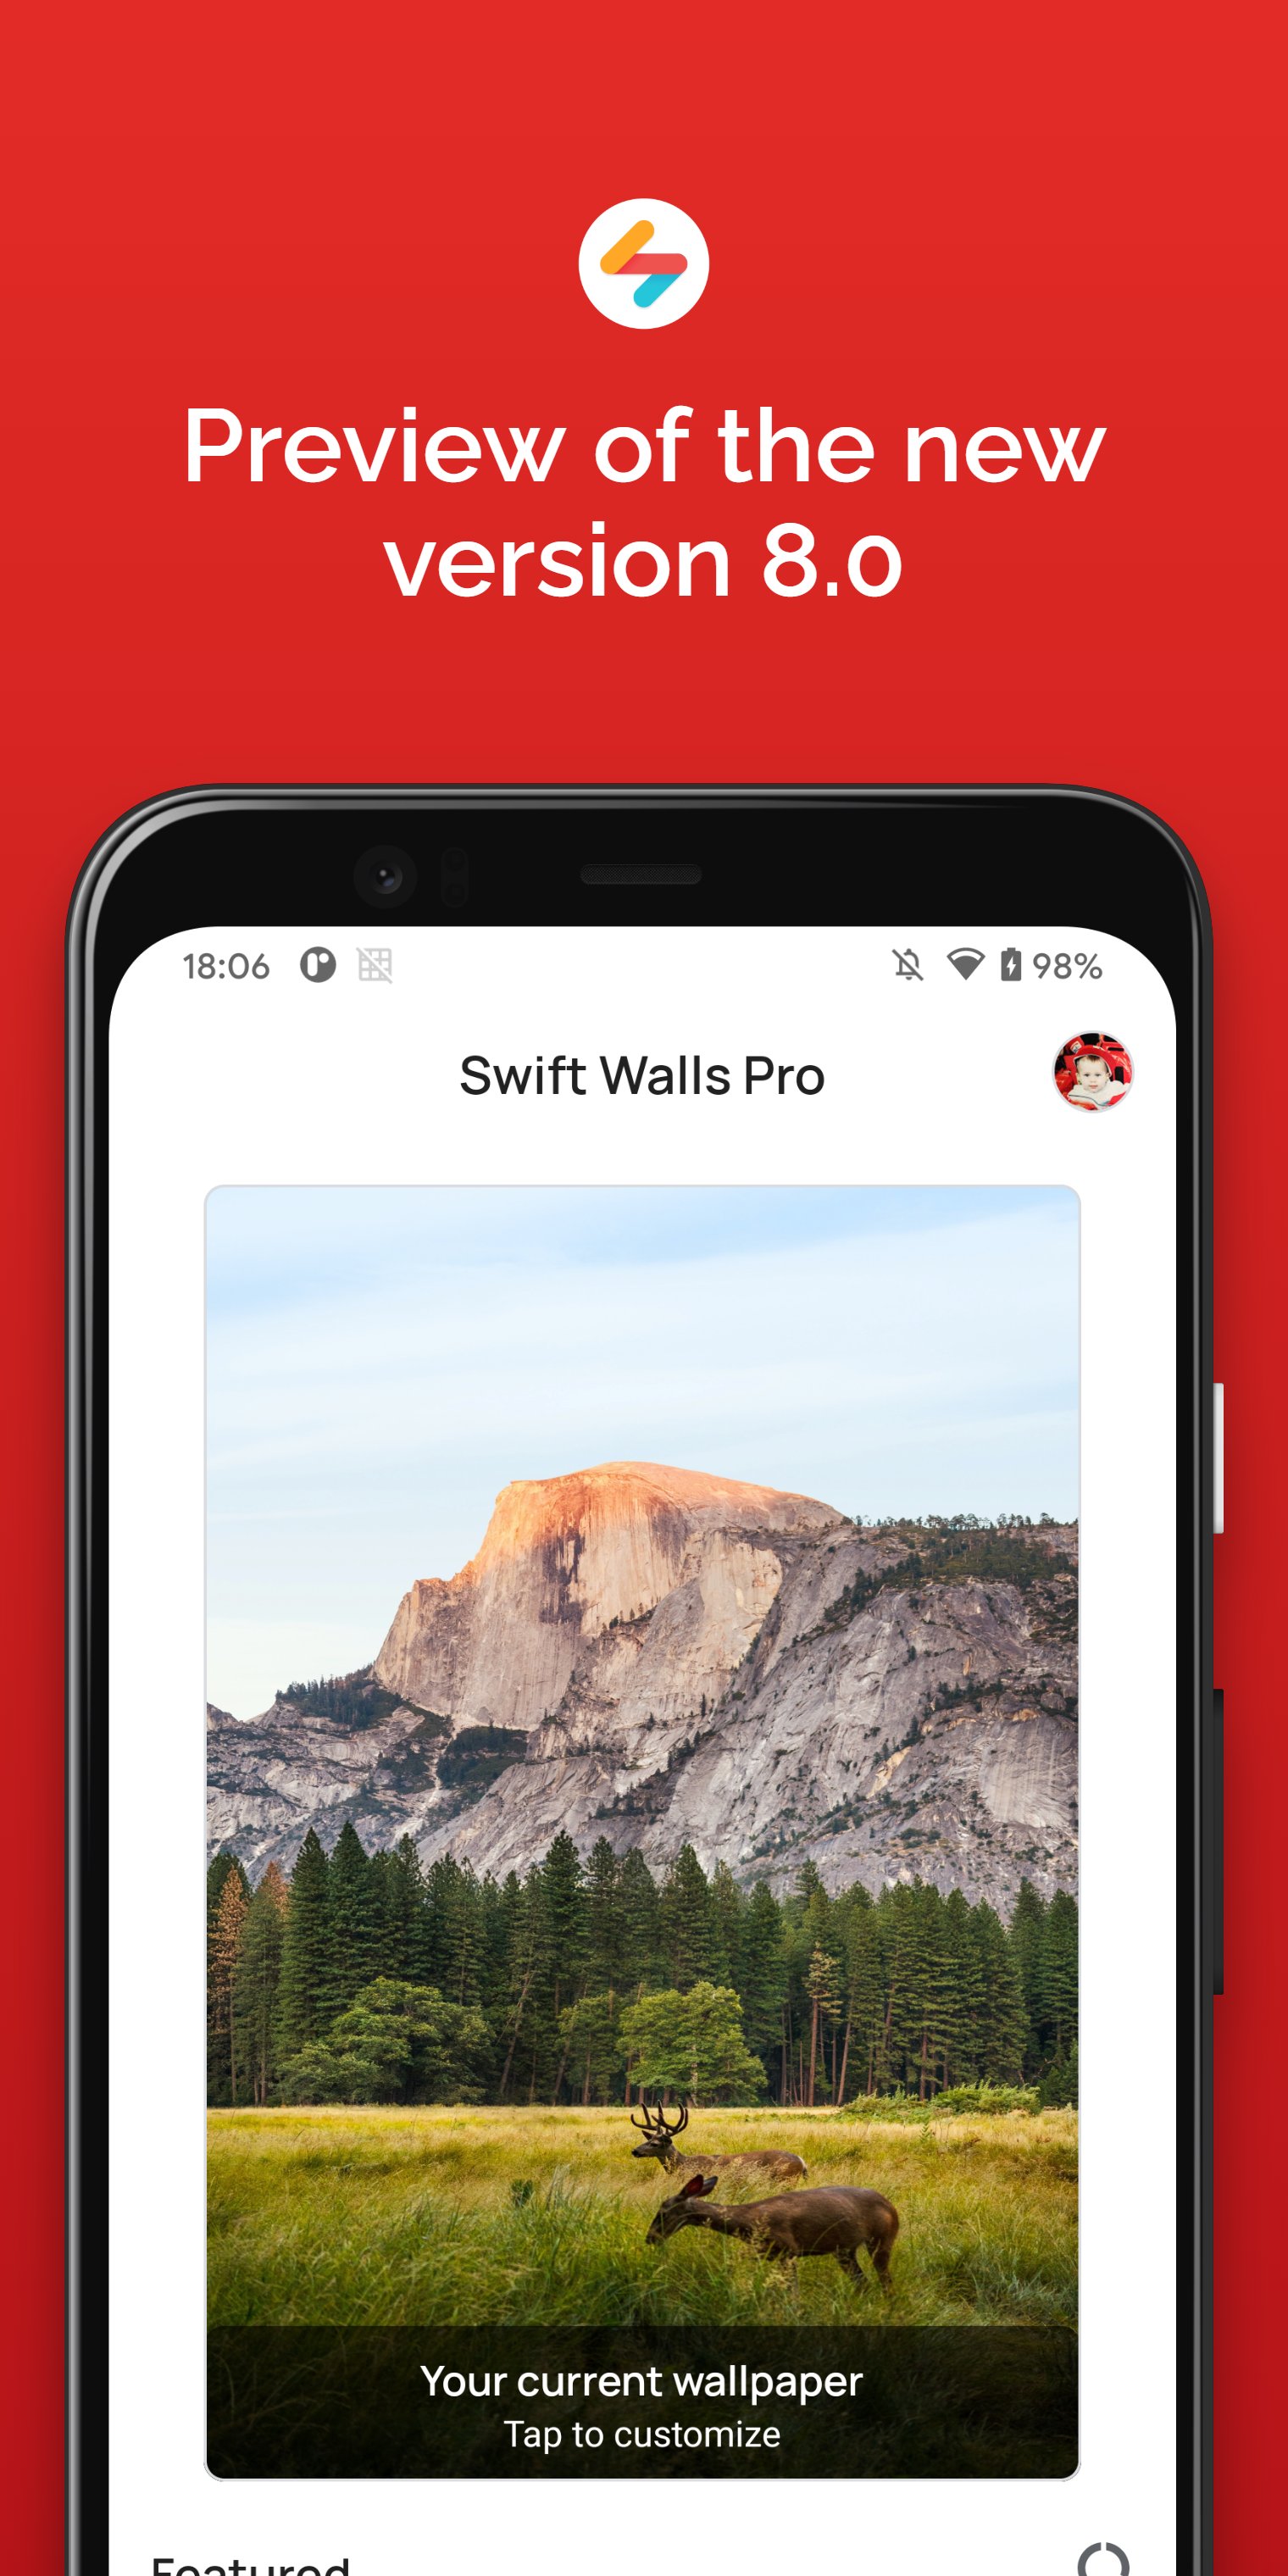 Preview of the new
version 8.0
18:06 98%
Swift Walls Pro
Your current wallpaper
Tap to customize
Featured